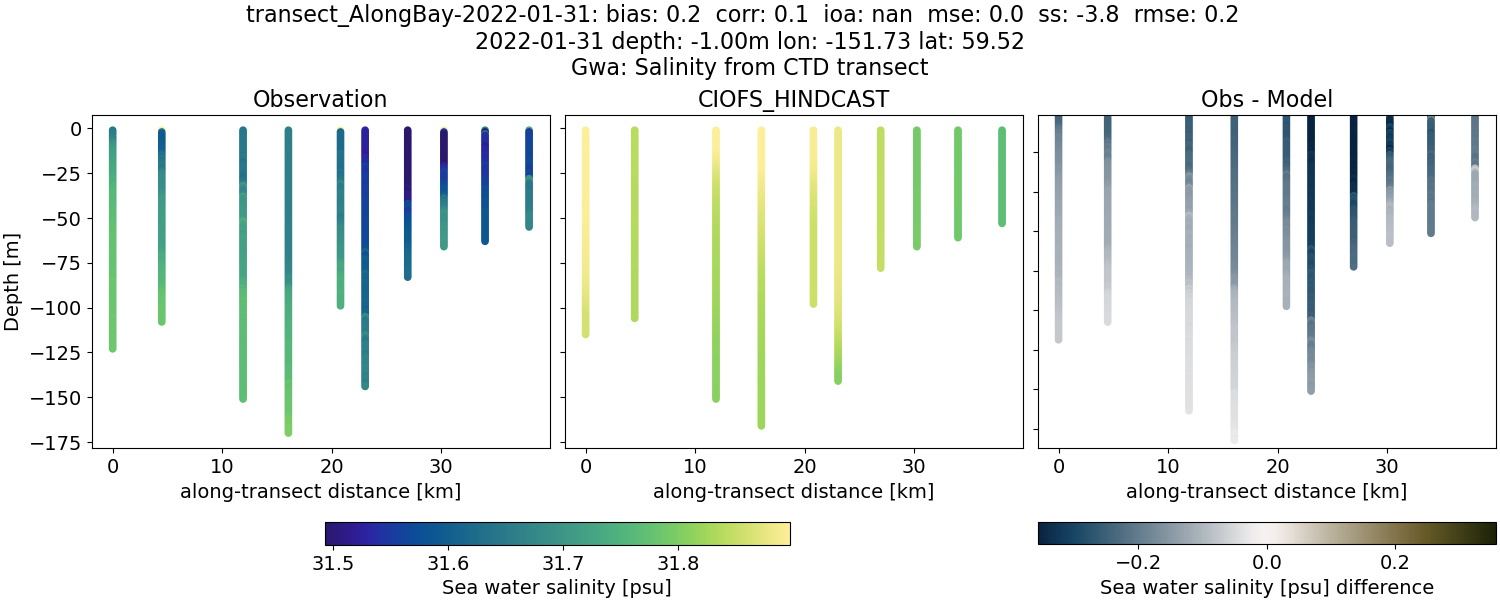 transect_AlongBay-2022-01-31: bias: 0.2  corr: 0.1  ioa: nan  mse: 0.0  ss: -3.8  rmse: 0.2
2022-01-31 depth: -1.00m lon: -151.73 lat: 59.52
Gwa: Salinity from CTD transect
Observation
CIOFS_HINDCAST
Obs - Model
Depth [m]
0
−25
−50
−75
−100
−125
−150
−175
0 10 20 30
0 10 20 30
0 10 20 30
along-transect distance [km]
along-transect distance [km]
along-transect distance [km]
31.5 31.6 31.7 31.8
Sea water salinity [psu]
−0.2 0.0 0.2
Sea water salinity [psu] difference